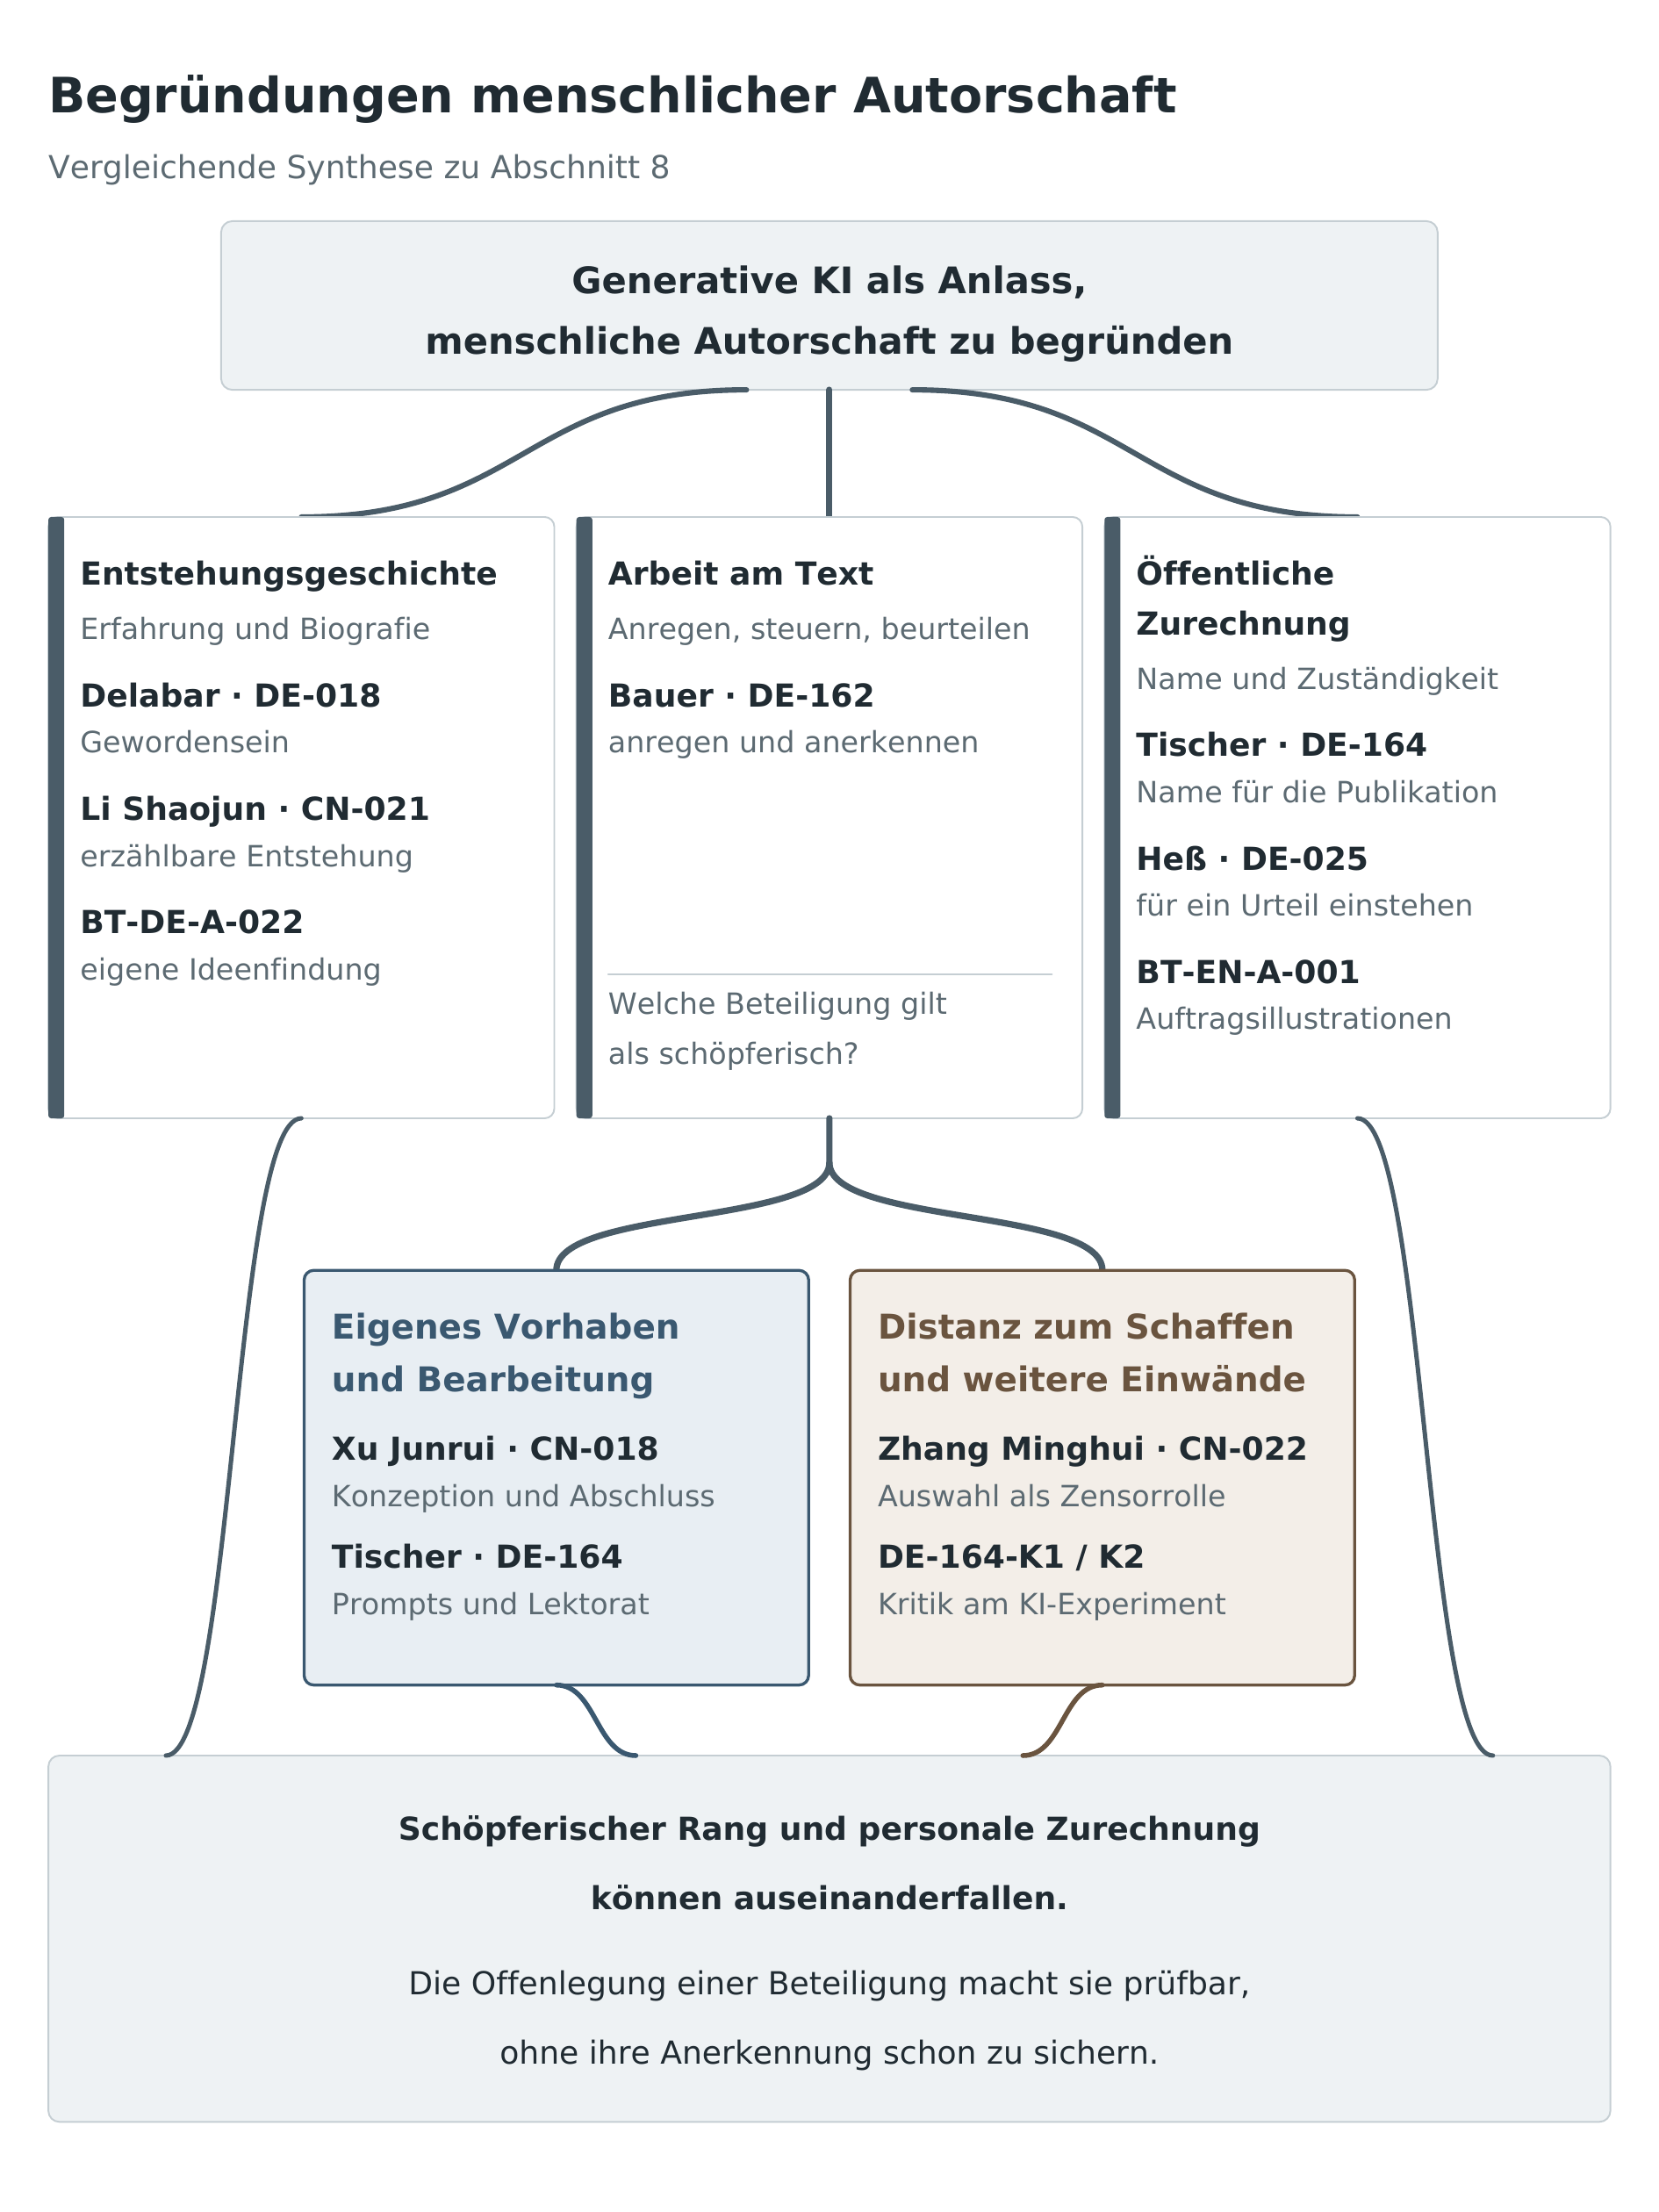 Begründungen menschlicher Autorschaft
Vergleichende Synthese zu Abschnitt 8
Generative KI als Anlass,
menschliche Autorschaft zu begründen
Entstehungsgeschichte
Erfahrung und Biografie
Delabar · DE-018
Gewordensein
Li Shaojun · CN-021
erzählbare Entstehung
BT-DE-A-022
eigene Ideenfindung
Arbeit am Text
Anregen, steuern, beurteilen
Bauer · DE-162
anregen und anerkennen
Welche Beteiligung gilt
als schöpferisch?
Öffentliche
Zurechnung
Name und Zuständigkeit
Tischer · DE-164
Name für die Publikation
Heß · DE-025
für ein Urteil einstehen
BT-EN-A-001
Auftragsillustrationen
Eigenes Vorhaben
und Bearbeitung
Xu Junrui · CN-018
Konzeption und Abschluss
Tischer · DE-164
Prompts und Lektorat
Distanz zum Schaffen
und weitere Einwände
Zhang Minghui · CN-022
Auswahl als Zensorrolle
DE-164-K1 / K2
Kritik am KI-Experiment
Schöpferischer Rang und personale Zurechnung
können auseinanderfallen.
Die Offenlegung einer Beteiligung macht sie prüfbar,
ohne ihre Anerkennung schon zu sichern.